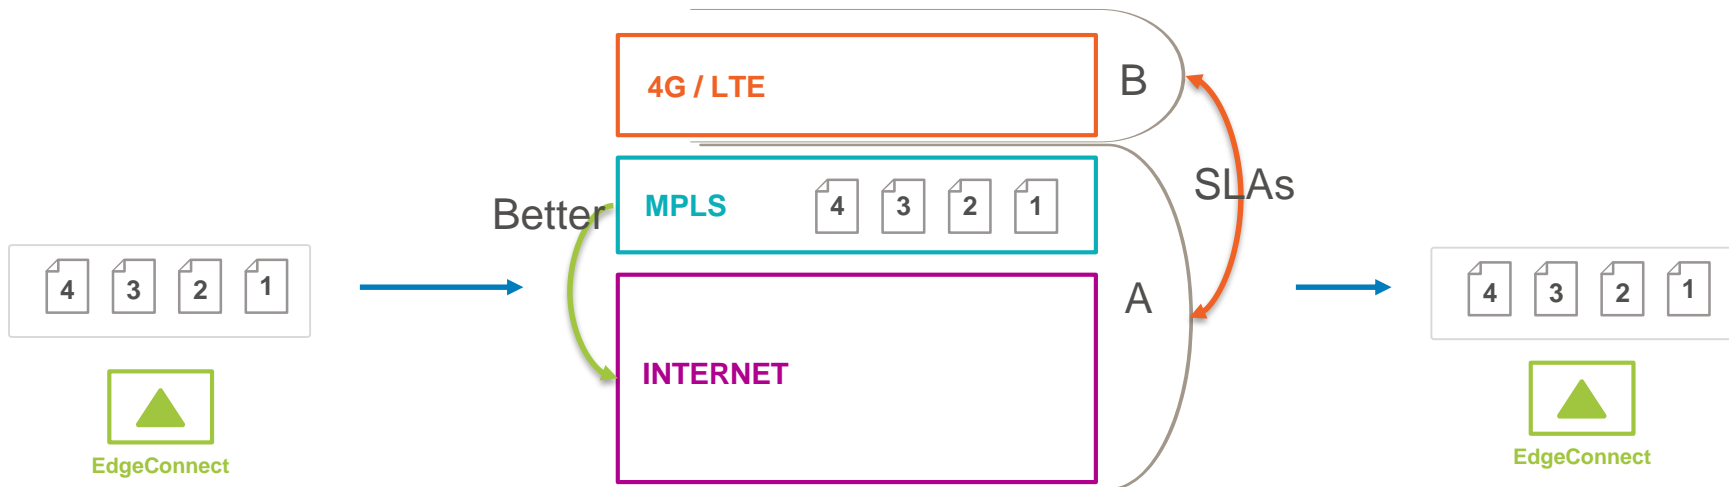 4G / LTE
B
SLAs
Better
MPLS
4 3 2 1
4 3 2 1
A
4 3 2 1
INTERNET
EdgeConnect
EdgeConnect